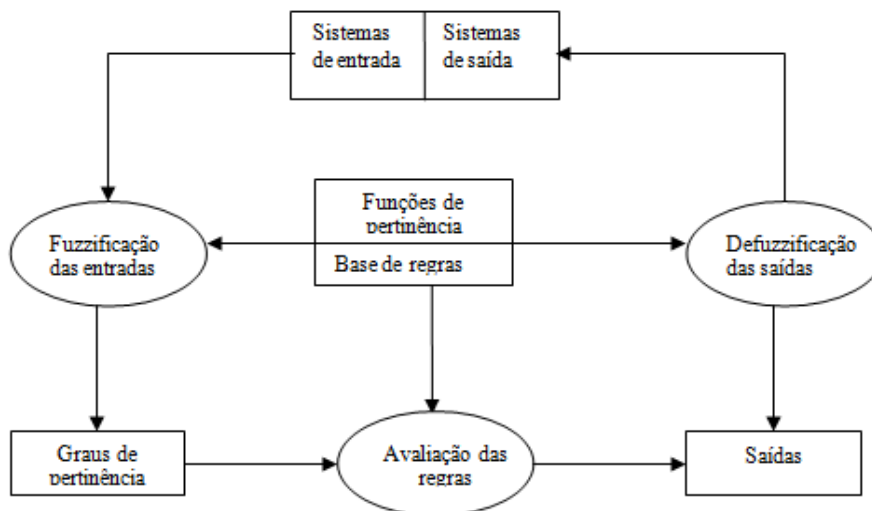 Sistemas
de entrada
Sistemas
de saída
Funções de
pertinência
Base de regras
Fuzzificação
das entradas
Defuzzificação
das saídas
Graus de
pertinência
Avaliação das
regras
Saídas